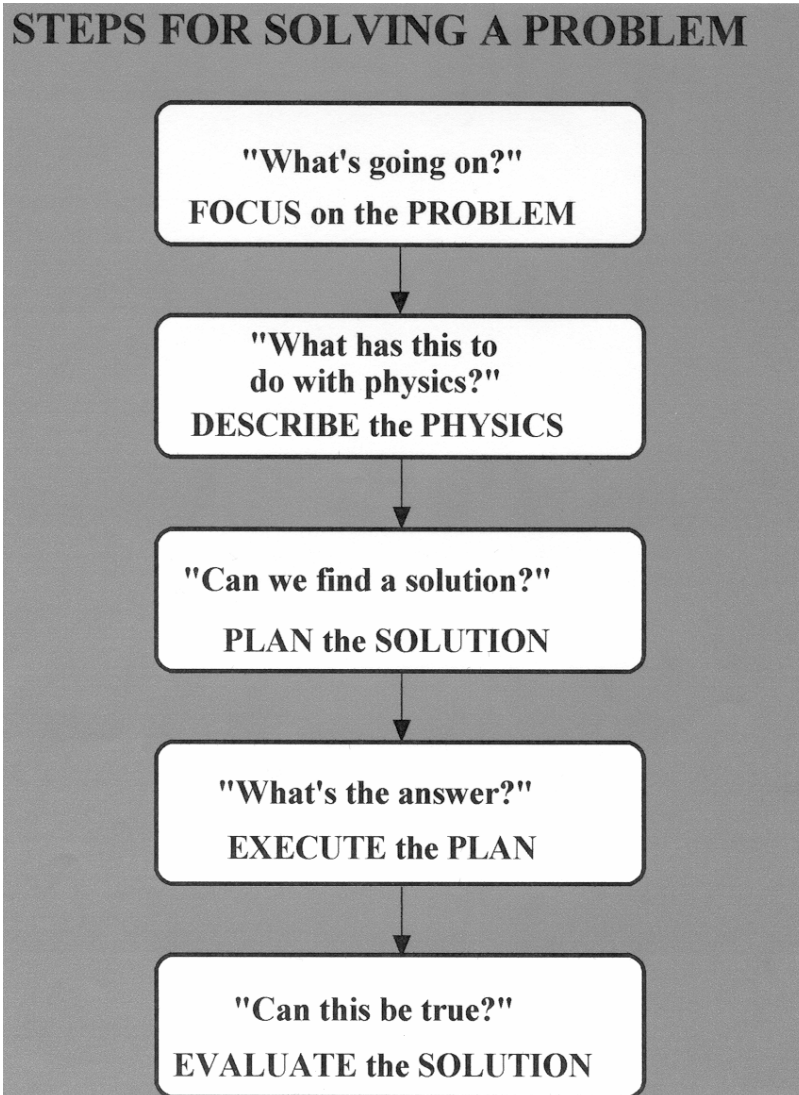 STEPS FOR SOLVING A PROBLEM
"What's going on?"
FOCUS on the PROBLEM
"What has this to
do with physics?"
DESCRIBE the PHYSICS
"Can we find a solution?"
PLAN the SOLUTION
"What's the answer?"
EXECUTE the PLAN
"Can this be true?"
EVALUATE the SOLUTION